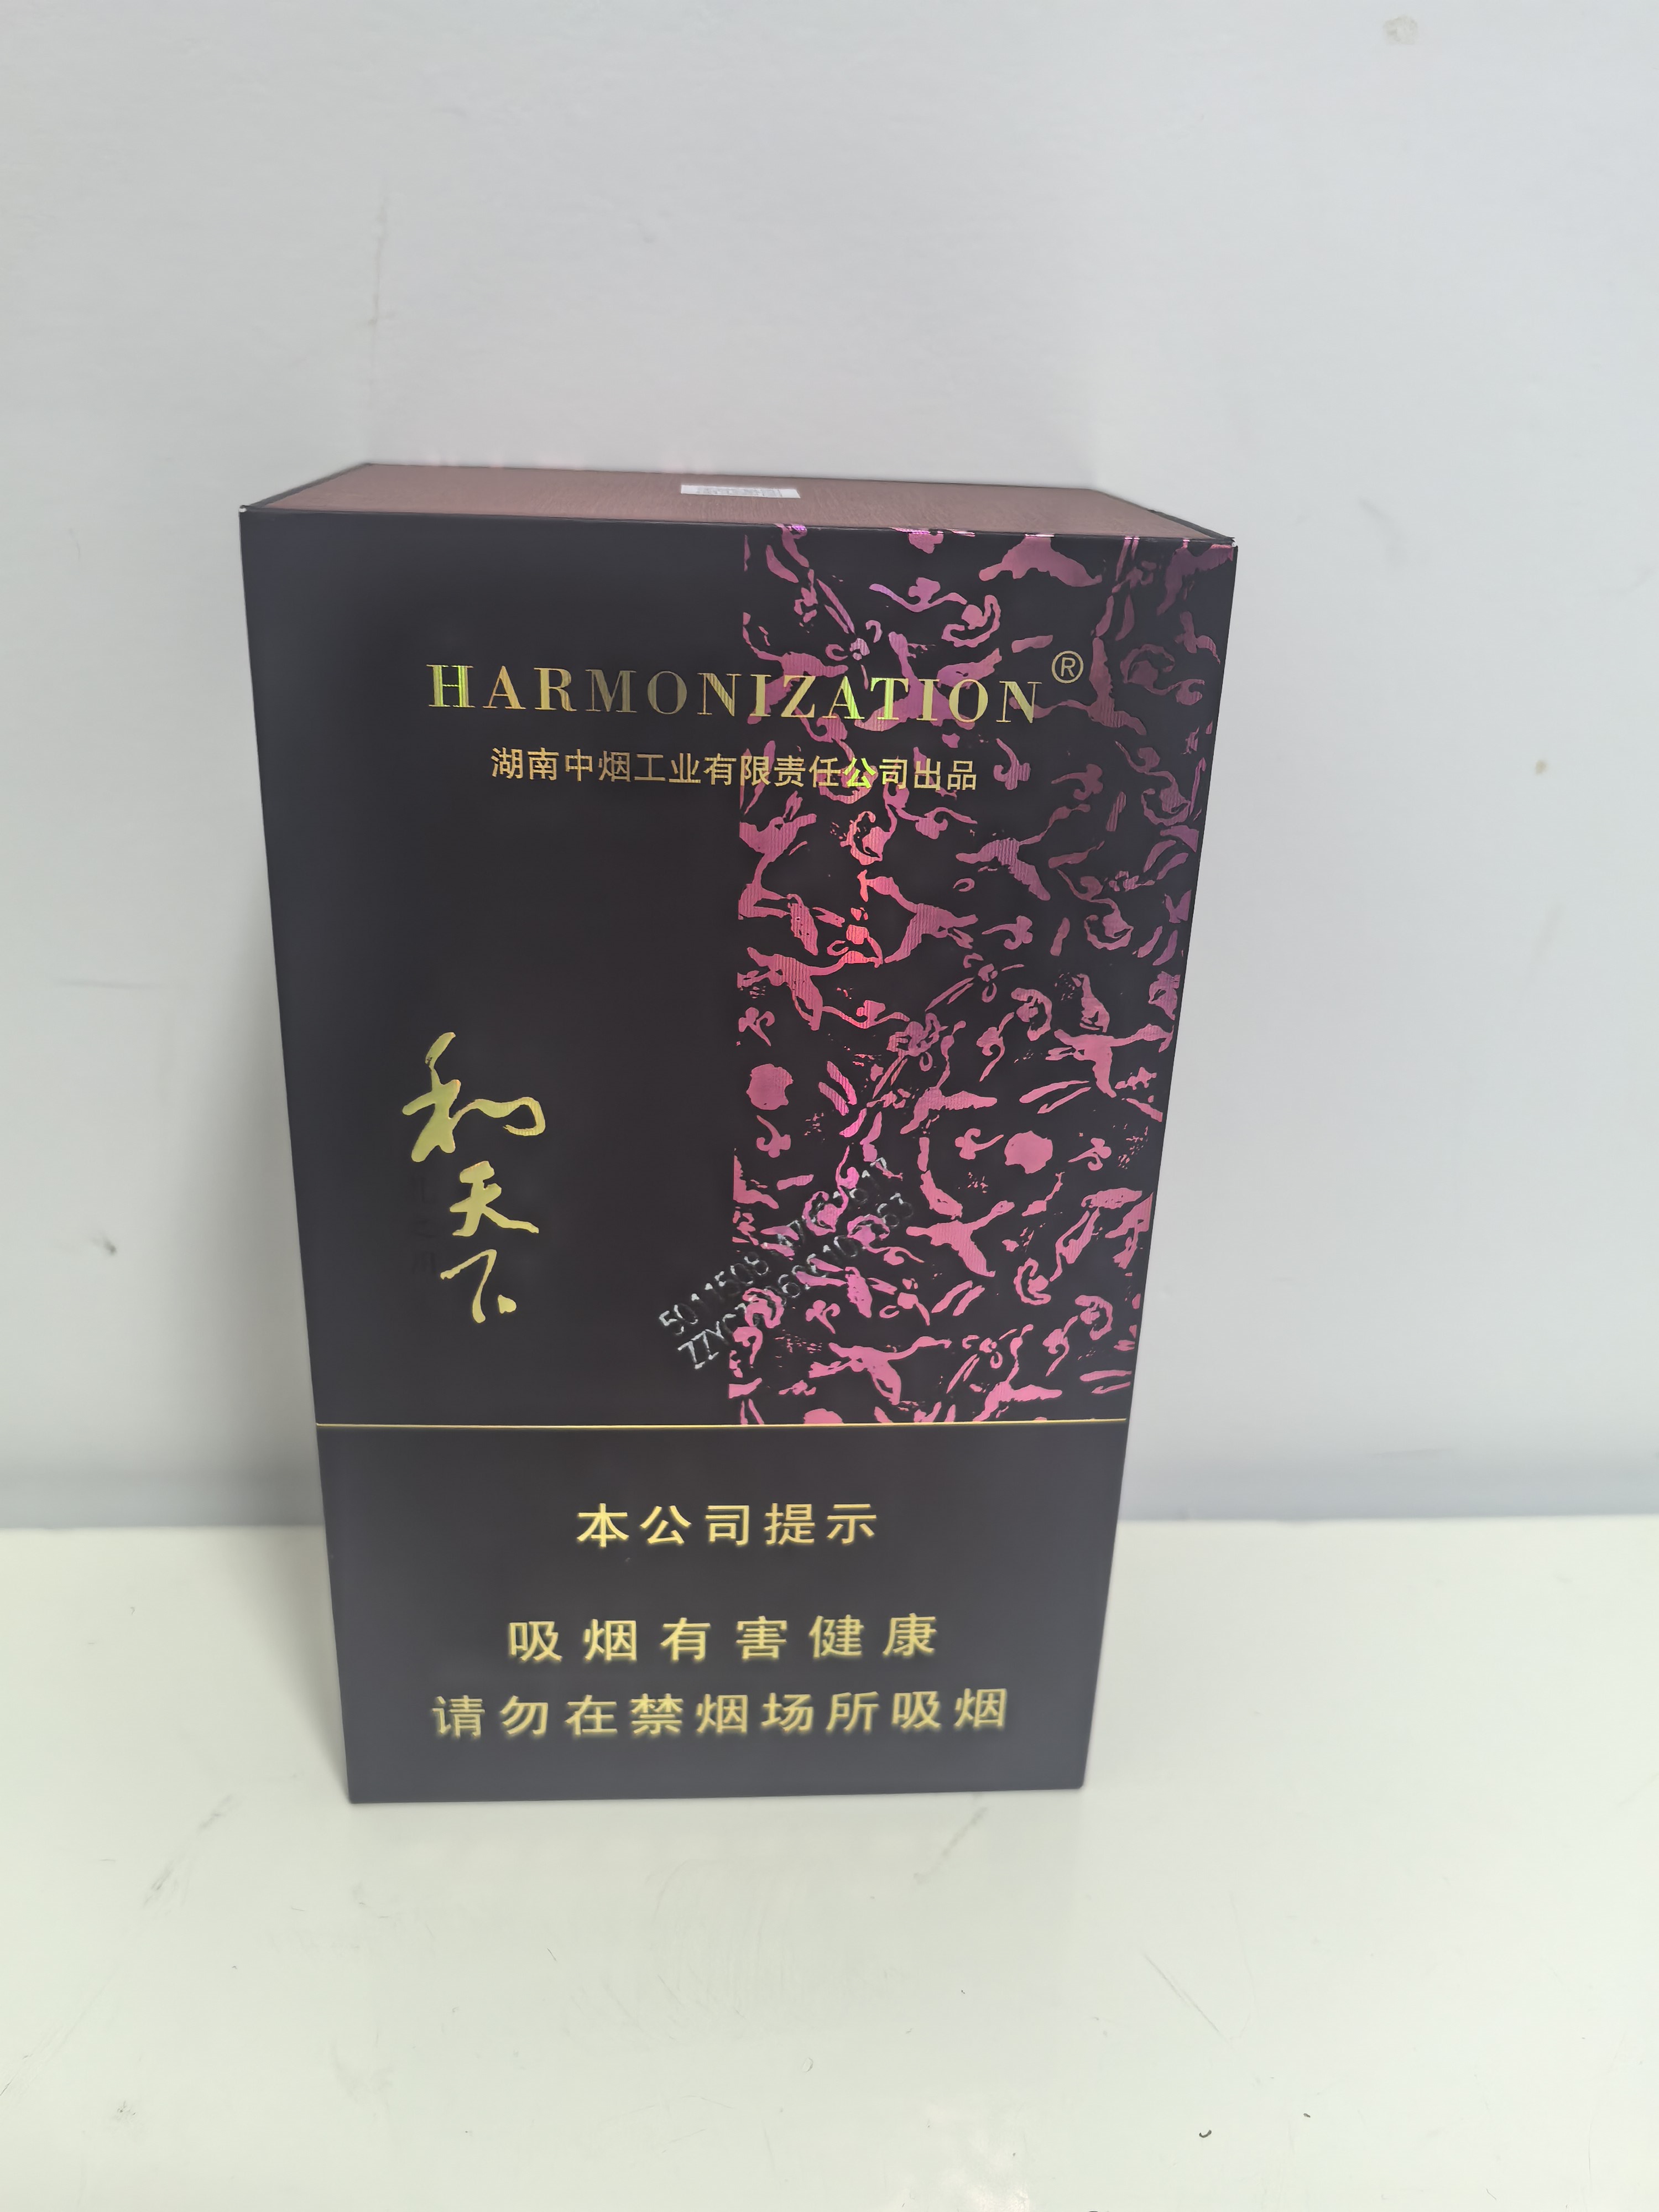 HARMONIZATION®
湖南中烟工业有限责任公司出品
和
天
下
本公司提示
吸烟有害健康
请勿在禁烟场所吸烟